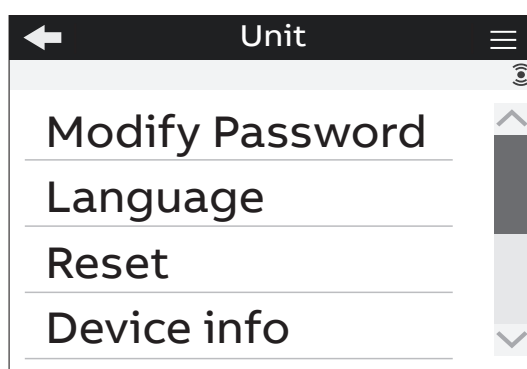 Unit
Modify Password
Language
Reset
Device info